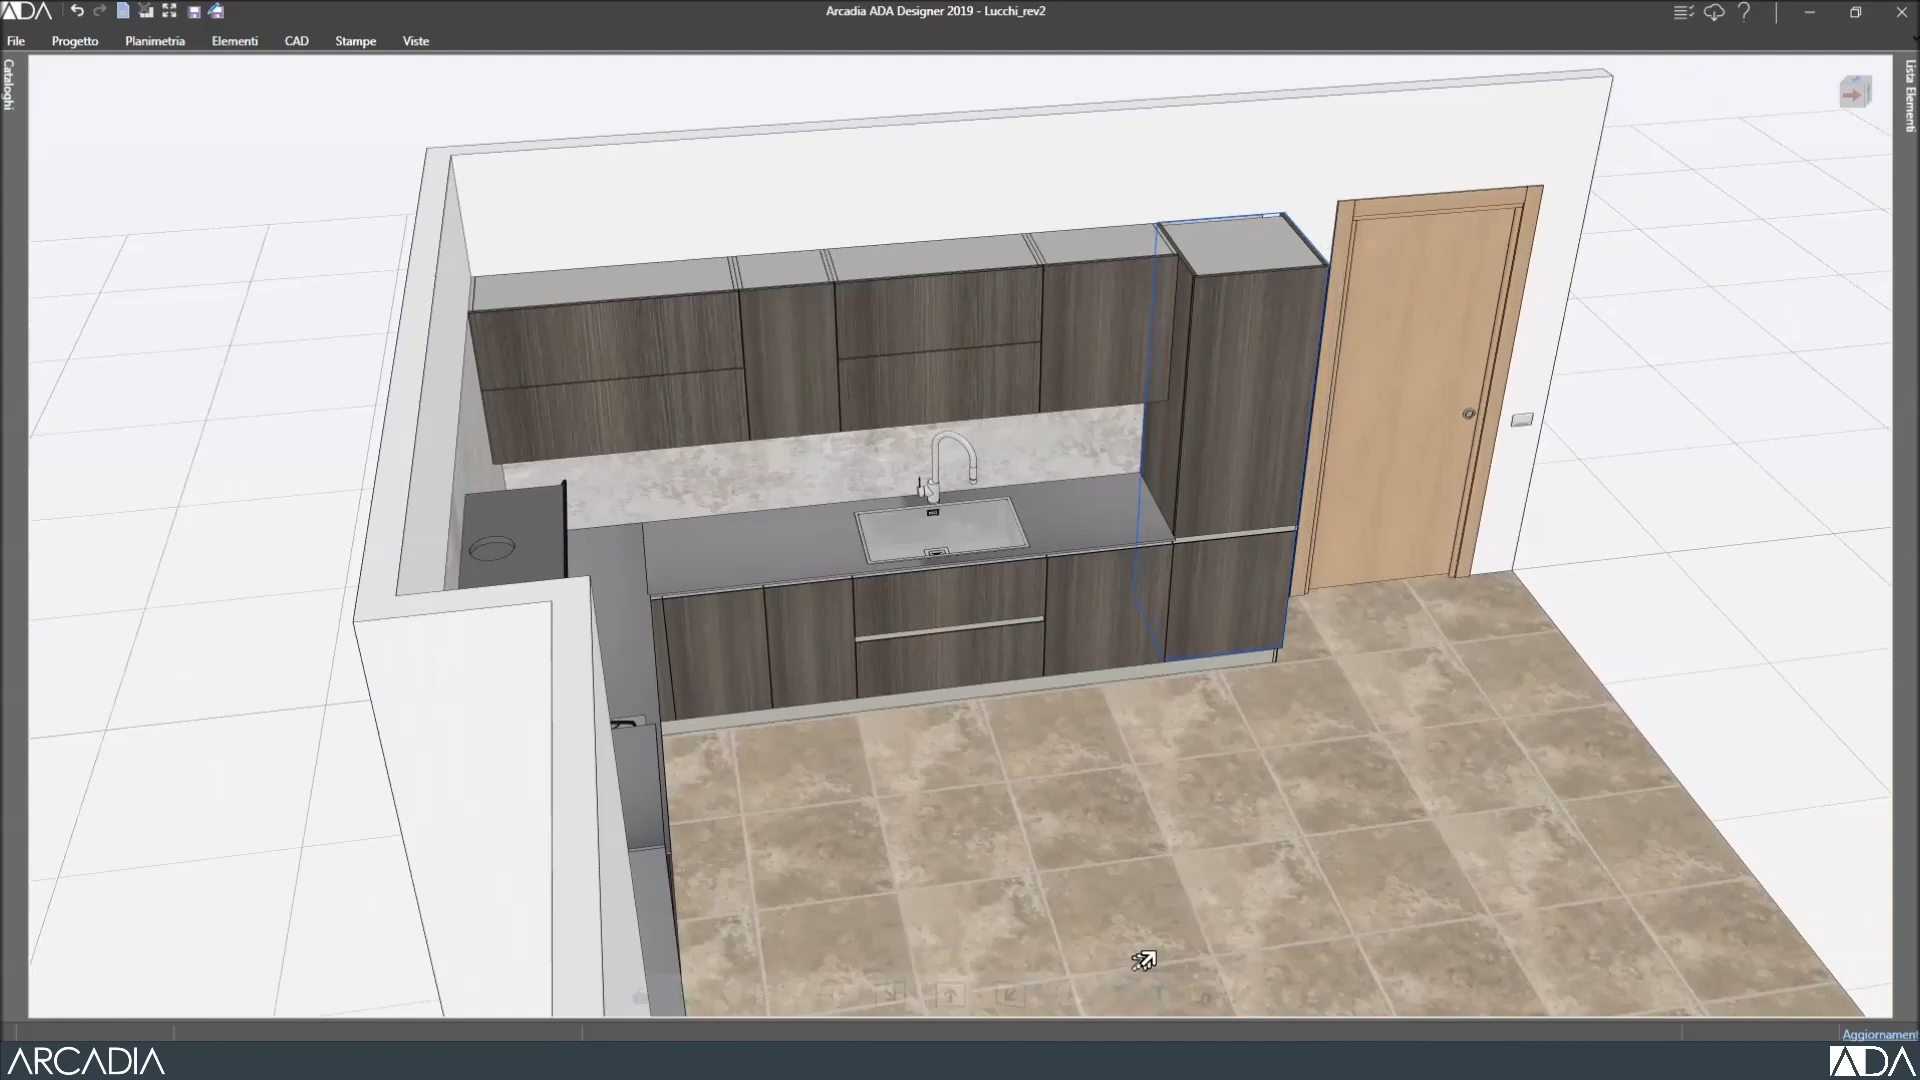 ADA
Arcadia ADA Designer 2019 - Lucchi_rev2
File Progetto Planimetria Elementi CAD Stampe Viste
Cataloghi
Lista Elementi
Aggiornament
ARCADIA
ADA